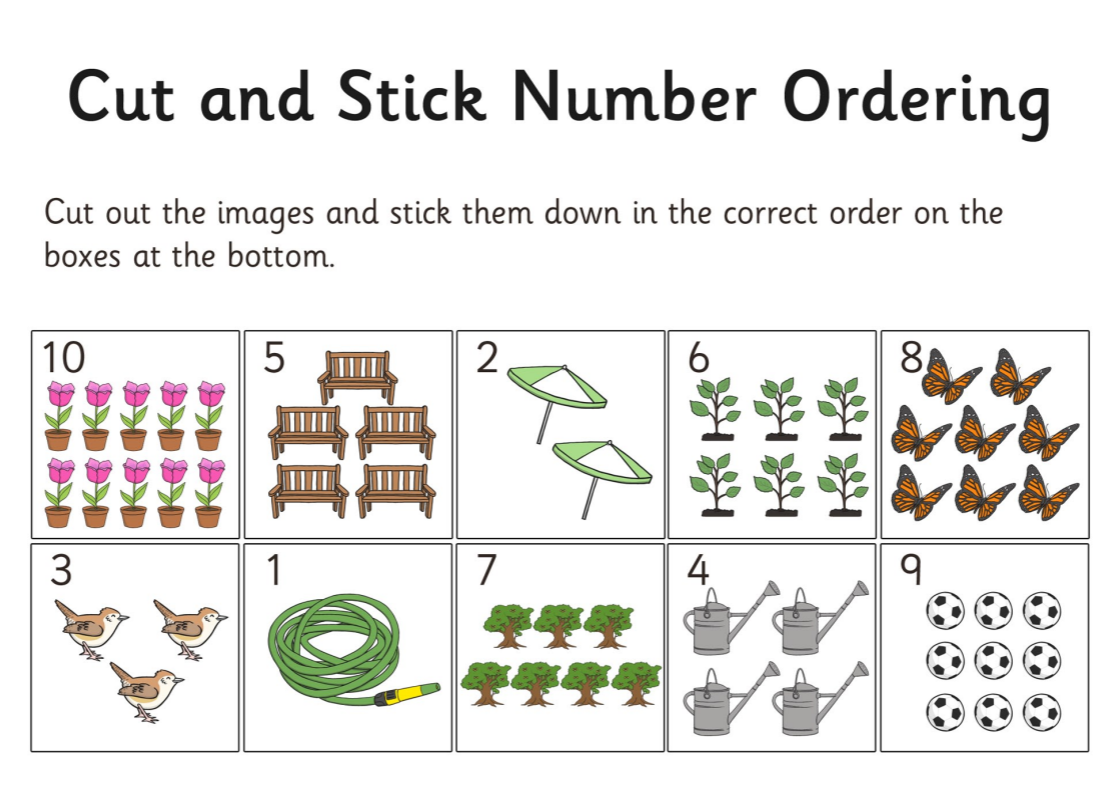 Cut and Stick Number Ordering
Cut out the images and stick them down in the correct order on the
boxes at the bottom.
10 5 2 6 8
3 1 7 4 9